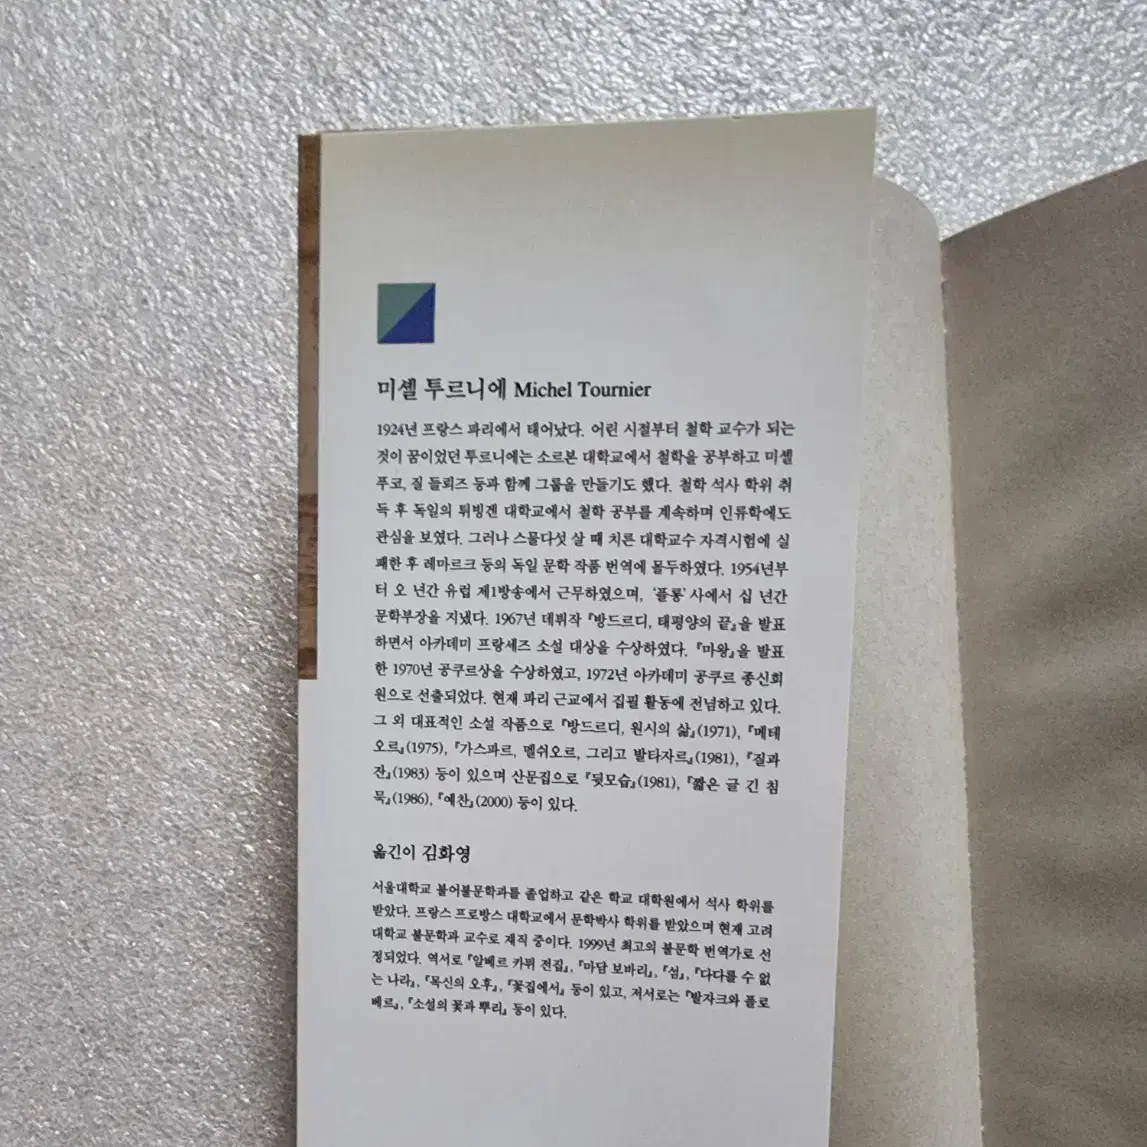 미셸 투르니에 Michel Tournier
1924년 프랑스 파리에서 태어났다. 어린 시절부터 철학 교수가 되는
것이 꿈이었던 투르니에는 소르본 대학교에서 철학을 공부하고 미셸
푸코, 질 들뢰즈 등과 함께 그룹을 만들기도 했다. 철학 석사 학위 취
득 후 독일의 튀빙겐 대학교에서 철학 공부를 계속하며 인류학에도
관심을 보였다. 그러나 스물다섯 살 때 치른 대학교수 자격시험에 실
패한 후 레마르크 등의 독일 문학 작품 번역에 몰두하였다. 1954년부
터 오 년간 유럽 제1방송에서 근무하였으며, '플롱'사에서 십 년간
문학부장을 지냈다. 1967년 데뷔작 『방드르디, 태평양의 끝』을 발표
하면서 아카데미 프랑세즈 소설 대상을 수상하였다. 『마왕』을 발표
한 1970년 공쿠르상을 수상하였고, 1972년 아카데미 공쿠르 종신회
원으로 선출되었다. 현재 파리 근교에서 집필 활동에 전념하고 있다.
그 외 대표적인 소설 작품으로 『방드르디, 원시의 삶』(1971), 『메테
오르』(1975), 『가스파르, 멜쉬오르, 그리고 발타자르』(1981), 『질과
잔』(1983) 등이 있으며 산문집으로 『뒷모습』(1981), 『짧은 글 긴 침
묵』(1986), 『예찬』(2000) 등이 있다.
옮긴이 김화영
서울대학교 불어불문학과를 졸업하고 같은 학교 대학원에서 석사 학위를
받았다. 프랑스 프로방스 대학교에서 문학박사 학위를 받았으며 현재 고려
대학교 불문학과 교수로 재직 중이다. 1999년 최고의 불문학 번역가로 선
정되었다. 역서로 『알베르 카뮈 전집』, 『마담 보바리』, 『섬』, 『다다를 수 없
는 나라』, 『목신의 오후』, 『꽃집에서』 등이 있고, 저서로는 『발자크와 플로
베르』, 『소설의 꽃과 뿌리』 등이 있다.